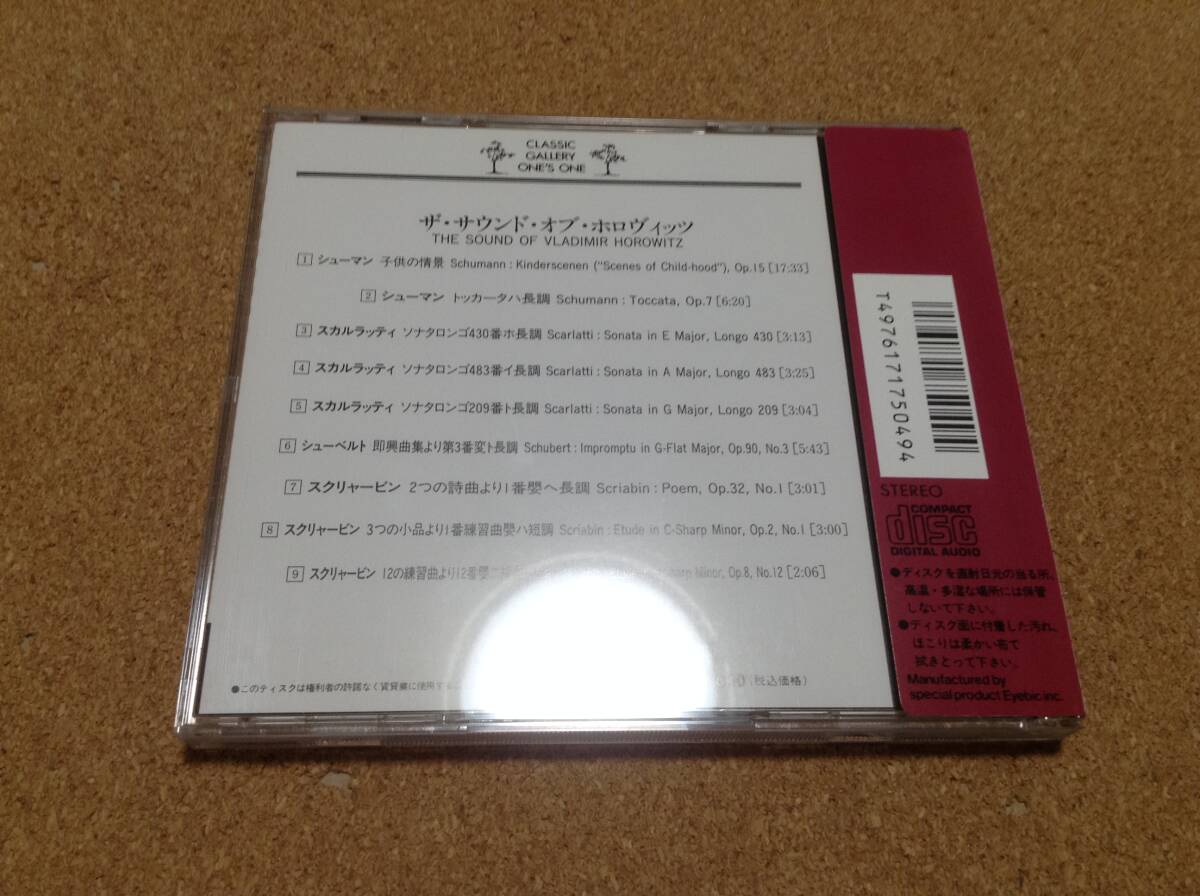 CLASSIC
GALLERY
ONE'S ONE
ザ・サウンド・オブ・ホロヴィッツ
THE SOUND OF VLADIMIR HOROWITZ
1 シューマン 子供の情景 Schumann : Kinderscenen ("Scenes of Child-hood"), Op.15 [17:33]
2 シューマン トッカータハ長調 Schumann : Toccata, Op.7 [6:20]
3 スカルラッティ ソナタロンゴ430番ホ長調 Scarlatti : Sonata in E Major, Longo 430 [3:13]
4 スカルラッティ ソナタロンゴ483番イ長調 Scarlatti : Sonata in A Major, Longo 483 [3:25]
5 スカルラッティ ソナタロンゴ209番ト長調 Scarlatti : Sonata in G Major, Longo 209 [3:04]
6 シューベルト 即興曲集より第3番変ト長調 Schubert : Impromptu in G-Flat Major, Op.90, No.3 [5:43]
7 スクリャービン 2つの詩曲より1番嬰ヘ長調 Scriabin : Poem, Op.32, No.1 [3:01]
8 スクリャービン 3つの小品より1番練習曲嬰ハ短調 Scriabin : Etude in C-Sharp Minor, Op.2, No.1 [3:00]
9 スクリャービン 12の練習曲より12番嬰ニ Minor, Op.8, No.12 [2:06]
●このディスクは権利者の許諾なく賃貸業に使用する
(税込価格)
T4976171750494
STEREO
COMPACT
disc
DIGITAL AUDIO
●ディスクを直射日光の当る所、
高温・多湿な場所には保管
しないで下さい。
●ディスク面に付着した汚れ、
ほこりは柔かい布で
拭きとって下さい。
Manufactured by
special product Eyebic inc.